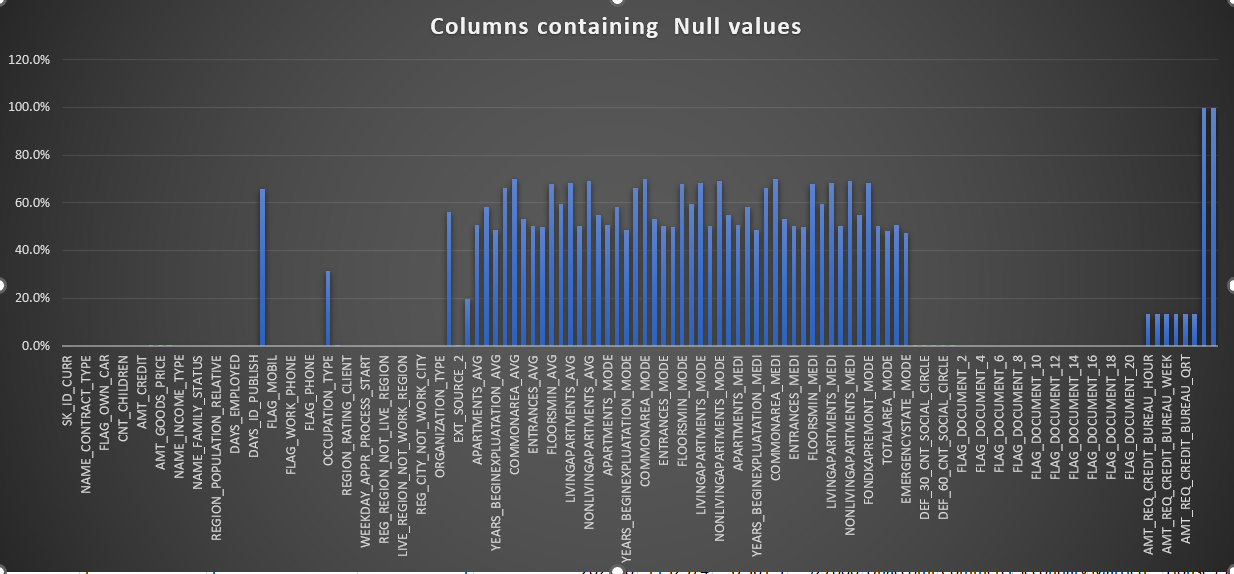 Columns containing  Null values
120.0%
100.0%
80.0%
60.0%
40.0%
20.0%
0.0%
SK_ID_CURR
NAME_CONTRACT_TYPE
FLAG_OWN_CAR
CNT_CHILDREN
AMT_CREDIT
AMT_GOODS_PRICE
NAME_INCOME_TYPE
NAME_FAMILY_STATUS
REGION_POPULATION_RELATIVE
DAYS_EMPLOYED
DAYS_ID_PUBLISH
FLAG_MOBIL
FLAG_WORK_PHONE
FLAG_PHONE
OCCUPATION_TYPE
REGION_RATING_CLIENT
WEEKDAY_APPR_PROCESS_START
REG_REGION_NOT_LIVE_REGION
LIVE_REGION_NOT_WORK_REGION
REG_CITY_NOT_WORK_CITY
ORGANIZATION_TYPE
EXT_SOURCE_2
APARTMENTS_AVG
YEARS_BEGINEXPLUATATION_AVG
COMMONAREA_AVG
ENTRANCES_AVG
FLOORSMIN_AVG
LIVINGAPARTMENTS_AVG
NONLIVINGAPARTMENTS_AVG
APARTMENTS_MODE
YEARS_BEGINEXPLUATATION_MODE
COMMONAREA_MODE
ENTRANCES_MODE
FLOORSMIN_MODE
LIVINGAPARTMENTS_MODE
NONLIVINGAPARTMENTS_MODE
APARTMENTS_MEDI
YEARS_BEGINEXPLUATATION_MEDI
COMMONAREA_MEDI
ENTRANCES_MEDI
FLOORSMIN_MEDI
LIVINGAPARTMENTS_MEDI
NONLIVINGAPARTMENTS_MEDI
FONDKAPREMONT_MODE
TOTALAREA_MODE
EMERGENCYSTATE_MODE
DEF_30_CNT_SOCIAL_CIRCLE
DEF_60_CNT_SOCIAL_CIRCLE
FLAG_DOCUMENT_2
FLAG_DOCUMENT_4
FLAG_DOCUMENT_6
FLAG_DOCUMENT_8
FLAG_DOCUMENT_10
FLAG_DOCUMENT_12
FLAG_DOCUMENT_14
FLAG_DOCUMENT_16
FLAG_DOCUMENT_18
FLAG_DOCUMENT_20
AMT_REQ_CREDIT_BUREAU_HOUR
AMT_REQ_CREDIT_BUREAU_WEEK
AMT_REQ_CREDIT_BUREAU_QRT